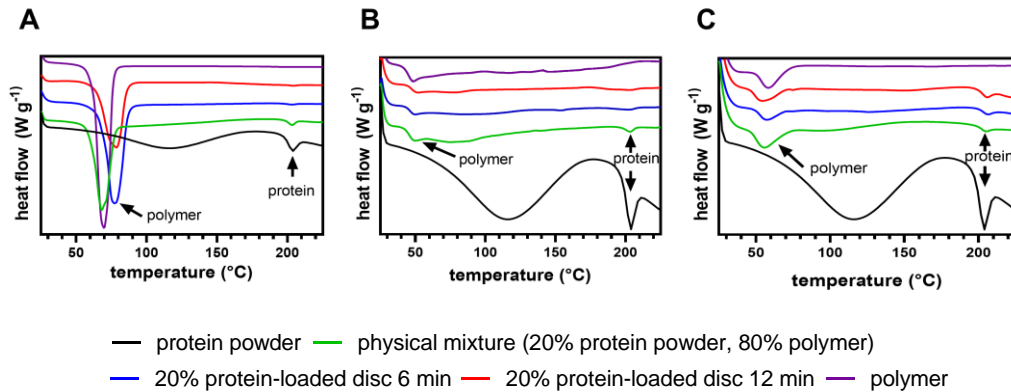 A
B
C
heat flow (W g⁻¹)
polymer
protein
50
100
150
200
temperature (°C)
heat flow (W g⁻¹)
polymer
protein
50
100
150
200
temperature (°C)
heat flow (W g⁻¹)
polymer
protein
50
100
150
200
temperature (°C)
protein powder
physical mixture (20% protein powder, 80% polymer)
20% protein-loaded disc 6 min
20% protein-loaded disc 12 min
polymer